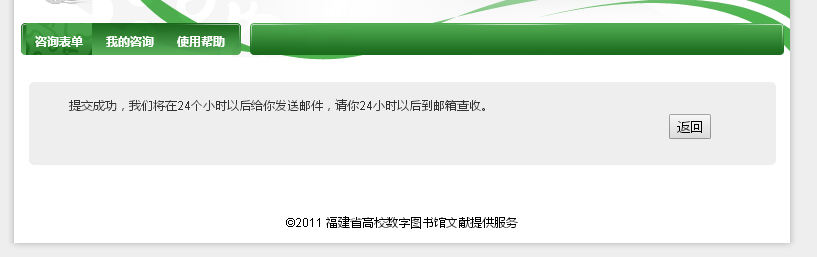 咨询表单 我的咨询 使用帮助
提交成功，我们将在24个小时以后给你发送邮件，请你24小时以后到邮箱查收。
返回
©2011 福建省高校数字图书馆文献提供服务